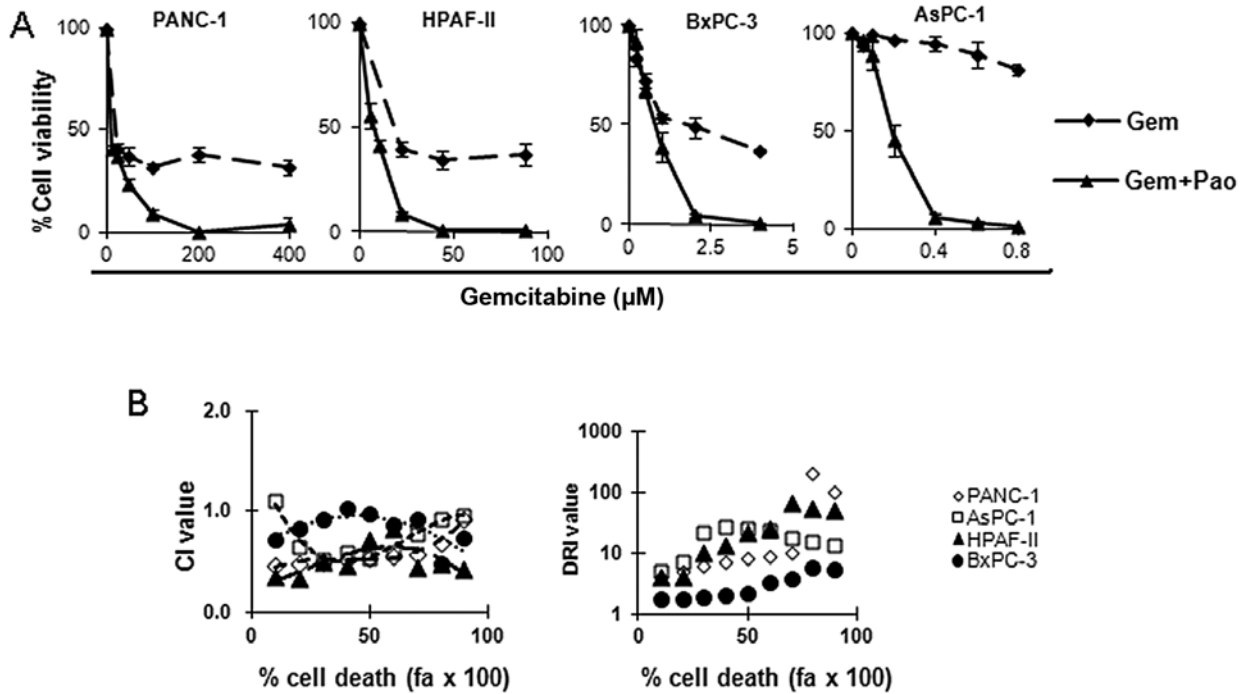 A
PANC-1
HPAF-II
BxPC-3
AsPC-1
% Cell viability
100
50
0
0
200
400
100
50
0
0
50
100
100
50
0
0
2.5
5
100
50
0
0
0.4
0.8
Gem
Gem+Pao
Gemcitabine (µM)
B
CI value
2.0
1.0
0.0
0
50
100
% cell death (fa x 100)
DRI value
1000
100
10
1
0
50
100
% cell death (fa x 100)
PANC-1
AsPC-1
HPAF-II
BxPC-3